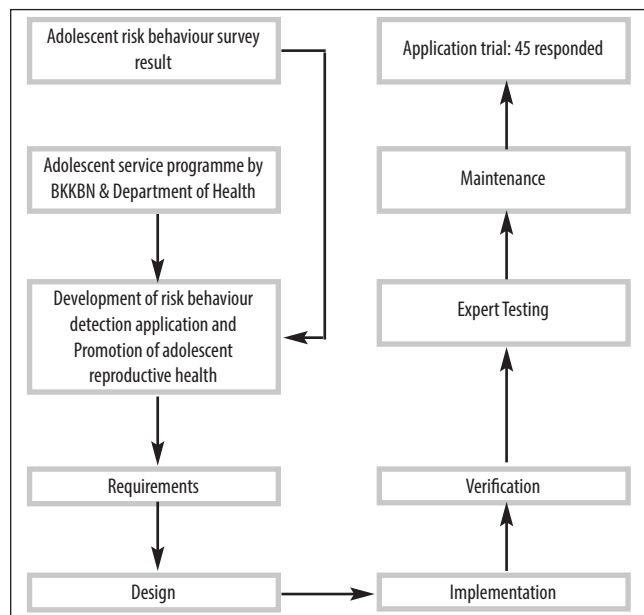 Adolescent risk behaviour survey
result
Adolescent service programme by
BKKBN & Department of Health
Development of risk behaviour
detection application and
Promotion of adolescent
reproductive health
Requirements
Design
Implementation
Verification
Expert Testing
Maintenance
Application trial: 45 responded